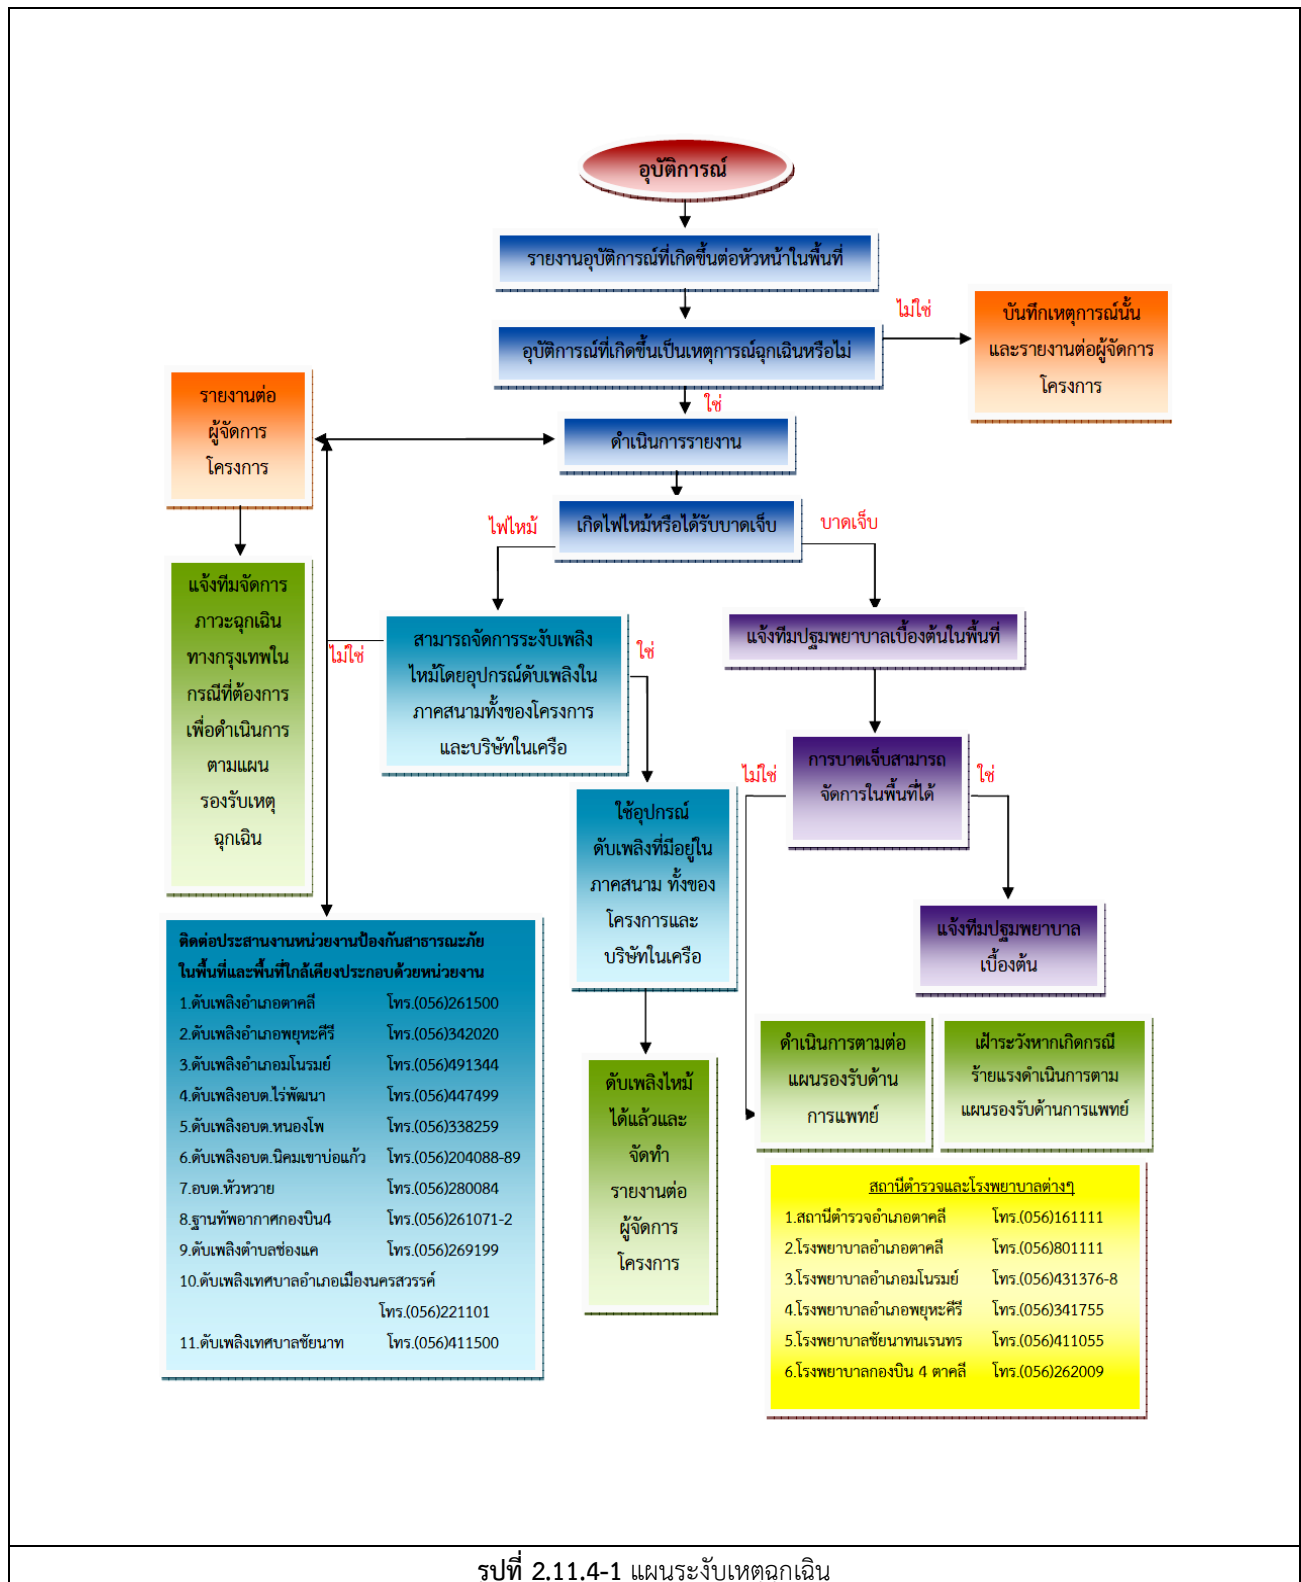 อุบัติการณ์
รายงานอุบัติการณ์ที่เกิดขึ้นต่อหัวหน้าในพื้นที่
อุบัติการณ์ที่เกิดขึ้นเป็นเหตุการณ์ฉุกเฉินหรือไม่
ไม่ใช่
บันทึกเหตุการณ์นั้น
และรายงานต่อผู้จัดการ
โครงการ
ใช่
ดำเนินการรายงาน
รายงานต่อ
ผู้จัดการ
โครงการ
แจ้งทีมจัดการ
ภาวะฉุกเฉิน
ทางกรุงเทพใน
กรณีที่ต้องการ
เพื่อดำเนินการ
ตามแผน
รองรับเหตุ
ฉุกเฉิน
เกิดไฟไหม้หรือได้รับบาดเจ็บ
ไฟไหม้
บาดเจ็บ
สามารถจัดการระงับเพลิง
ไหม้โดยอุปกรณ์ดับเพลิงใน
ภาคสนามทั้งของโครงการ
และบริษัทในเครือ
ไม่ใช่
ใช่
ใช้อุปกรณ์
ดับเพลิงที่มีอยู่ใน
ภาคสนาม ทั้งของ
โครงการและ
บริษัทในเครือ
ดับเพลิงไหม้
ได้แล้วและ
จัดทำ
รายงานต่อ
ผู้จัดการ
โครงการ
แจ้งทีมปฐมพยาบาลเบื้องต้นในพื้นที่
การบาดเจ็บสามารถ
จัดการในพื้นที่ได้
ไม่ใช่
ใช่
แจ้งทีมปฐมพยาบาล
เบื้องต้น
ดำเนินการตามต่อ
แผนรองรับด้าน
การแพทย์
เฝ้าระวังหากเกิดกรณี
ร้ายแรงดำเนินการตาม
แผนรองรับด้านการแพทย์
ติดต่อประสานงานหน่วยงานป้องกันสาธารณะภัย
ในพื้นที่และพื้นที่ใกล้เคียงประกอบด้วยหน่วยงาน
1.ดับเพลิงอำเภอตาคลี โทร.(056)261500
2.ดับเพลิงอำเภอพยุหะคีรี โทร.(056)342020
3.ดับเพลิงอำเภอมโนรมย์ โทร.(056)491344
4.ดับเพลิงอบต.ไร่พัฒนา โทร.(056)447499
5.ดับเพลิงอบต.หนองโพ โทร.(056)338259
6.ดับเพลิงอบต.นิคมเขาบ่อแก้ว โทร.(056)204088-89
7.อบต.หัวหวาย โทร.(056)280084
8.ฐานทัพอากาศกองบิน4 โทร.(056)261071-2
9.ดับเพลิงตำบลช่องแค โทร.(056)269199
10.ดับเพลิงเทศบาลอำเภอเมืองนครสวรรค์
โทร.(056)221101
11.ดับเพลิงเทศบาลชัยนาท โทร.(056)411500
สถานีตำรวจและโรงพยาบาลต่างๆ
1.สถานีตำรวจอำเภอตาคลี โทร.(056)161111
2.โรงพยาบาลอำเภอตาคลี โทร.(056)801111
3.โรงพยาบาลอำเภอมโนรมย์ โทร.(056)431376-8
4.โรงพยาบาลอำเภอพยุหะคีรี โทร.(056)341755
5.โรงพยาบาลชัยนาทนเรนทร โทร.(056)411055
6.โรงพยาบาลกองบิน 4 ตาคลี โทร.(056)262009
รูปที่ 2.11.4-1 แผนระงับเหตุฉุกเฉิน